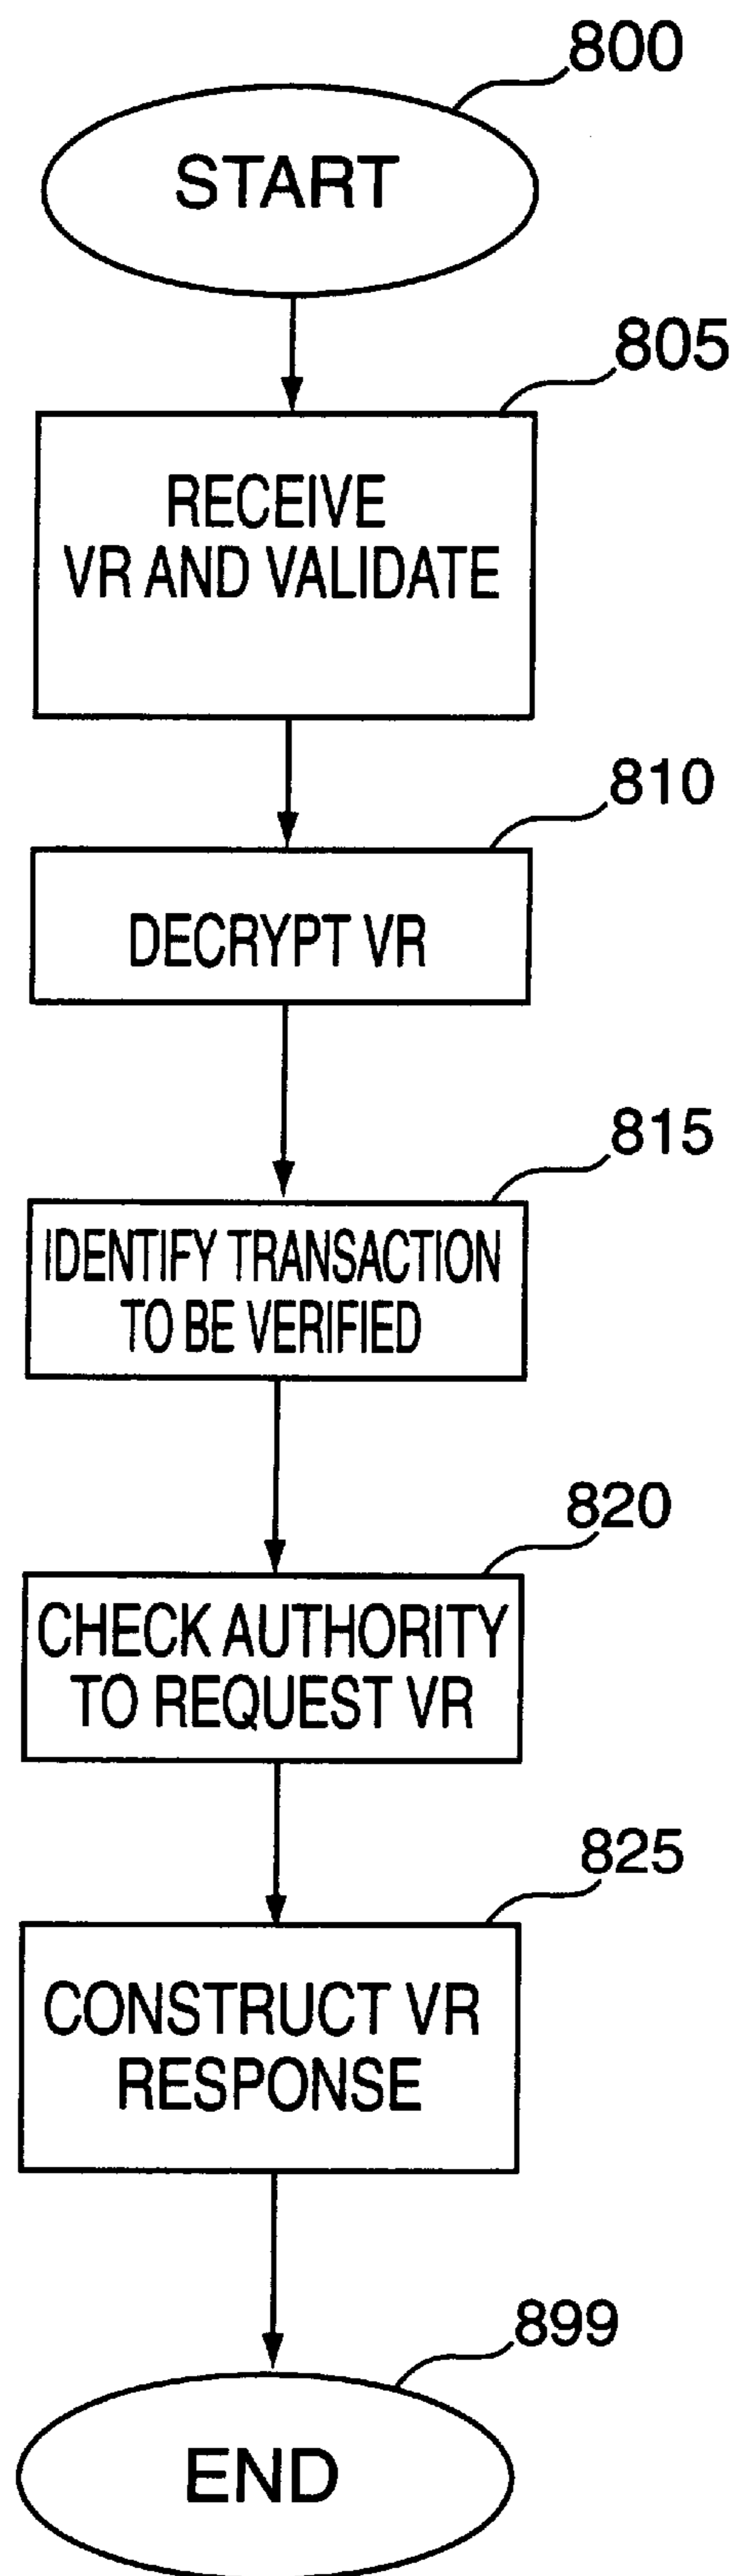 800
START
805
RECEIVE
VR AND VALIDATE
810
DECRYPT VR
815
IDENTIFY TRANSACTION
TO BE VERIFIED
820
CHECK AUTHORITY
TO REQUEST VR
825
CONSTRUCT VR
RESPONSE
899
END